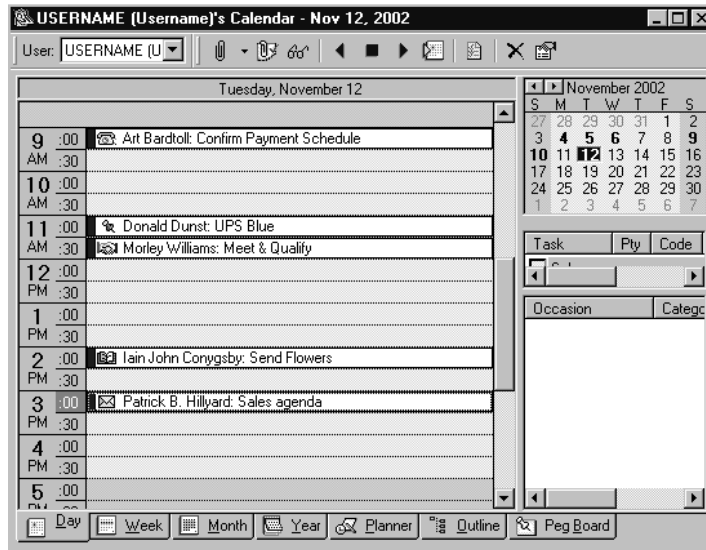 USERNAME (Username)'s Calendar - Nov 12, 2002
User: USERNAME (U
Tuesday, November 12
9 :00 Art Bardtoll: Confirm Payment Schedule
AM :30
10 :00
AM :30
11 :00 Donald Dunst: UPS Blue
AM :30 Morley Williams: Meet & Qualify
12 :00
PM :30
1 :00
PM :30
2 :00 Iain John Conygsby: Send Flowers
PM :30
3 :00 Patrick B. Hillyard: Sales agenda
PM :30
4 :00
PM :30
5 :00
November 2002
S M T W T F S
27 28 29 30 31 1 2
3 4 5 6 7 8 9
10 11 12 13 14 15 16
17 18 19 20 21 22 23
24 25 26 27 28 29 30
1 2 3 4 5 6 7
Task Pty Code
Occasion Catego
Day Week Month Year Planner Outline Peg Board